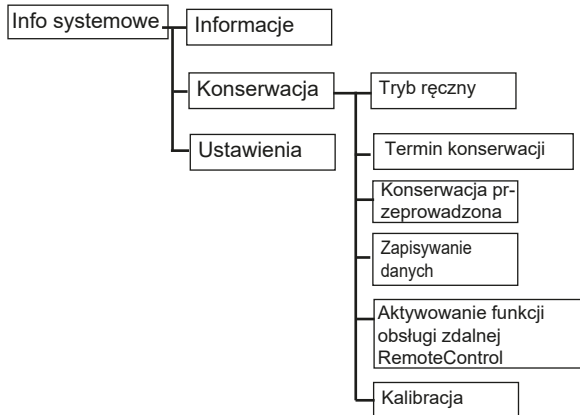 Info systemowe
Informacje
Konserwacja
Tryb ręczny
Termin konserwacji
Ustawienia
Konserwacja pr-
zeprowadzona
Zapisywanie
danych
Aktywowanie funkcji
obsługi zdalnej
RemoteControl
Kalibracja